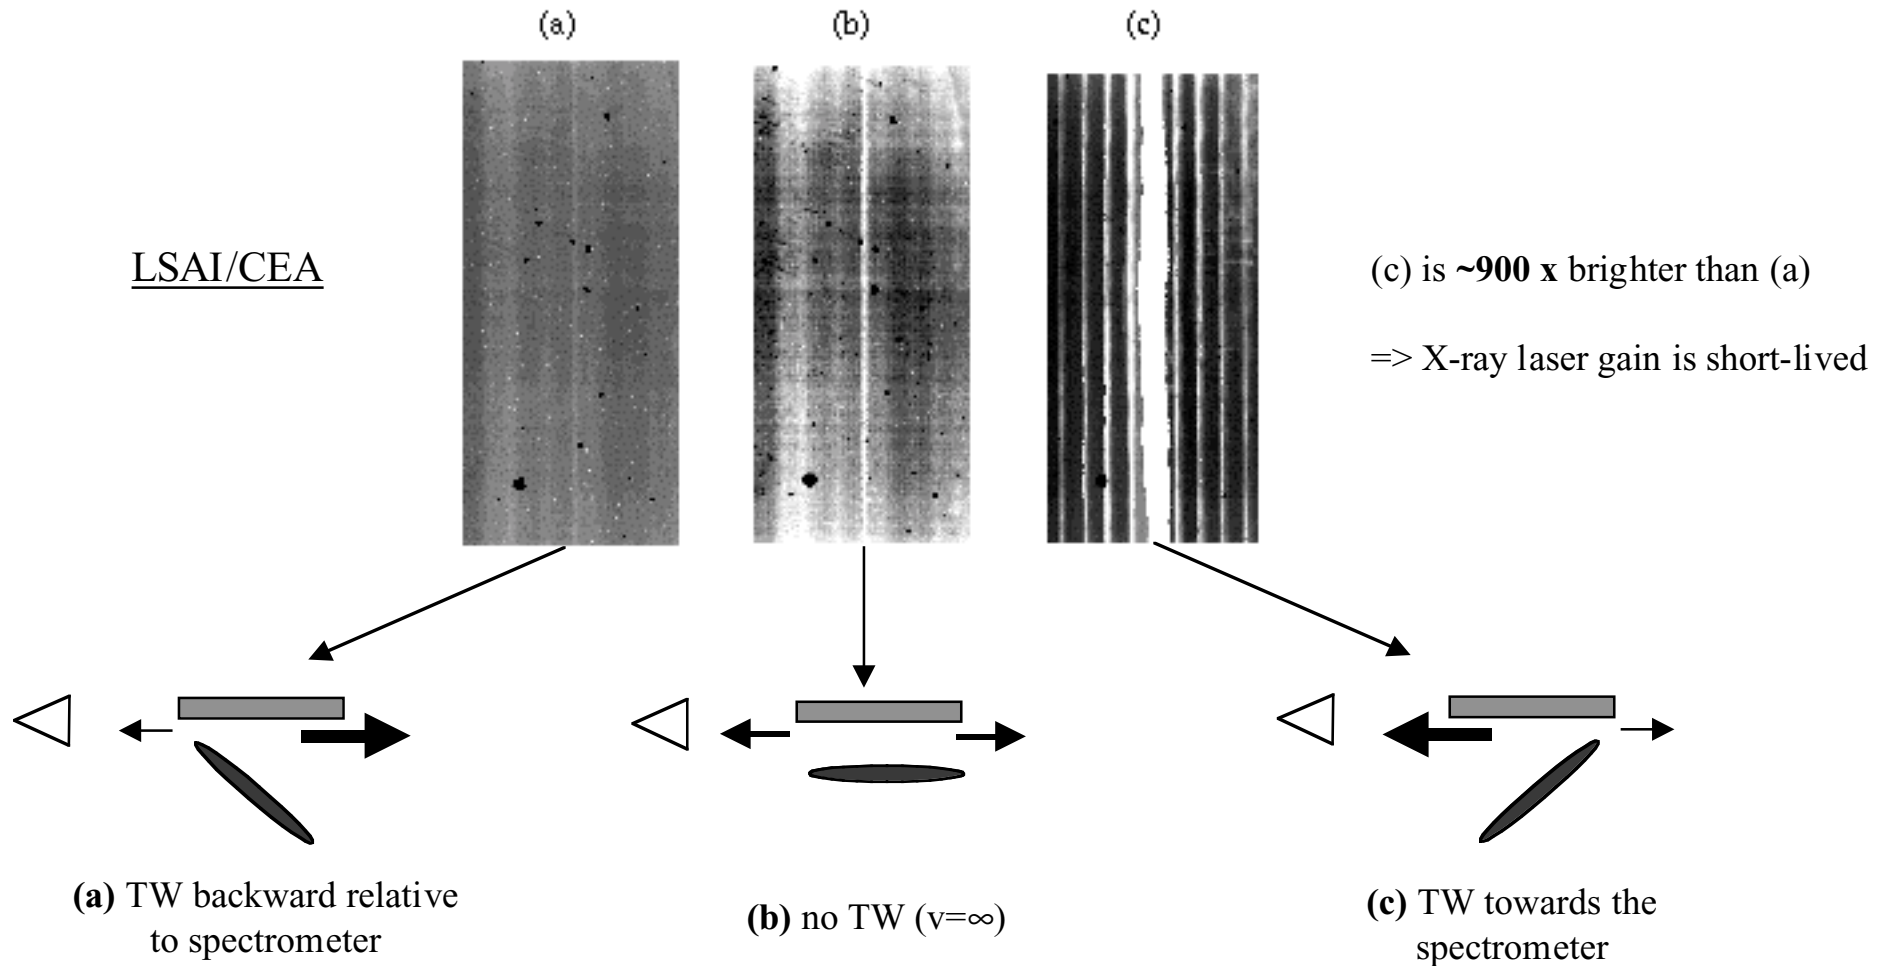 (a)
(b)
(c)
LSAI/CEA
(c) is ~900 x brighter than (a)
=> X-ray laser gain is short-lived
(a) TW backward relative
to spectrometer
(b) no TW (v=∞)
(c) TW towards the
spectrometer